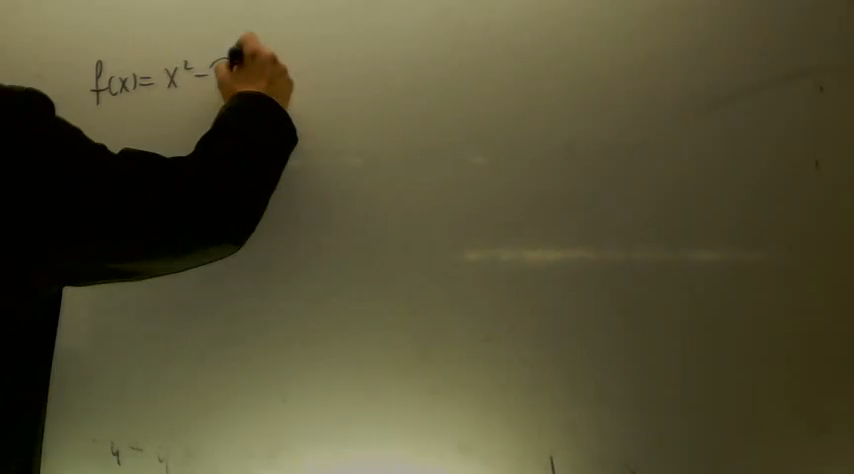 f(x)= x² -
y -